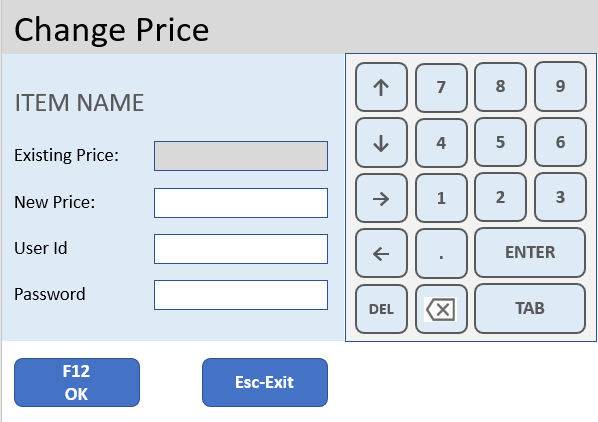 Change Price
ITEM NAME
Existing Price:
New Price:
User Id
Password
↑ 7 8 9
↓ 4 5 6
→ 1 2 3
← . ENTER
DEL ⌫ TAB
F12
OK
Esc-Exit